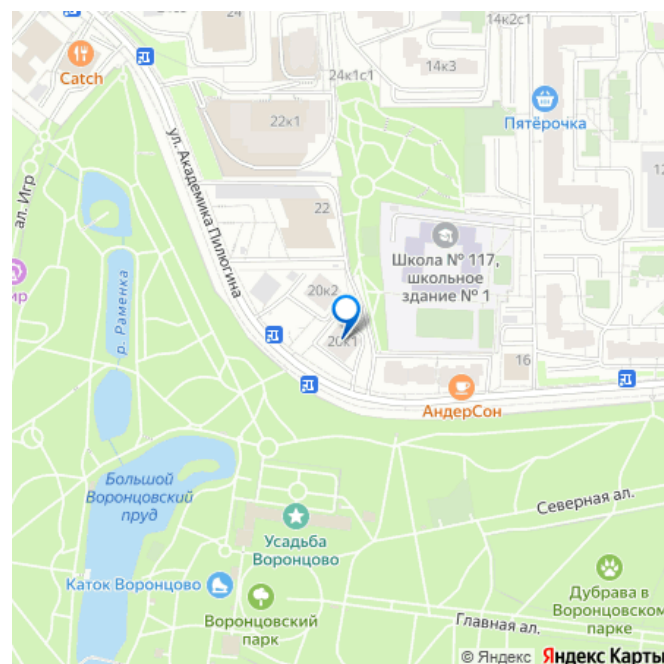 24
14к2с1
Catch
24к1с1
14к3
22к1
Пятёрочка
ул. Академика Пилюгина
ал. Игр
22
Школа № 117,
школьное
здание № 1
р. Раменка
20к2
20к1
16
АндерСон
Большой
Воронцовский
пруд
Северная ал.
Усадьба
Воронцово
Каток Воронцово
Дубрава в
Воронцовском
парке
Воронцовский
парк
Главная ал.
© Яндекс Яндекс Карты